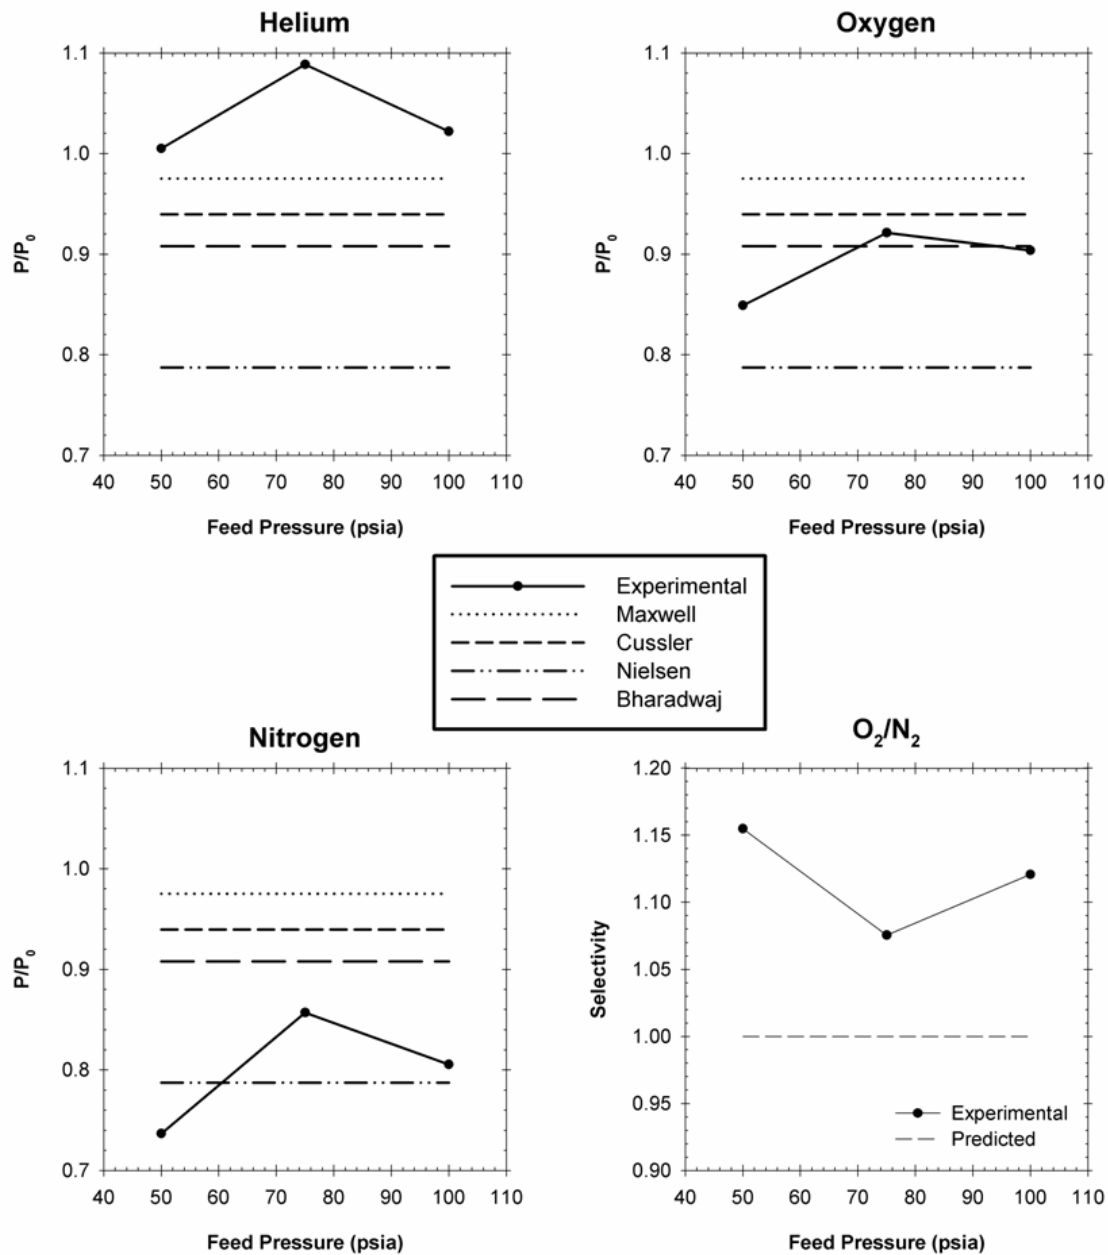 Helium
1.1
1.0
0.9
0.8
0.7
P/P₀
40 50 60 70 80 90 100 110
Feed Pressure (psia)
Oxygen
1.1
1.0
0.9
0.8
0.7
P/P₀
40 50 60 70 80 90 100 110
Feed Pressure (psia)
Experimental
Maxwell
Cussler
Nielsen
Bharadwaj
Nitrogen
1.1
1.0
0.9
0.8
0.7
P/P₀
40 50 60 70 80 90 100 110
Feed Pressure (psia)
O₂/N₂
1.20
1.15
1.10
1.05
1.00
0.95
0.90
Selectivity
Experimental
Predicted
40 50 60 70 80 90 100 110
Feed Pressure (psia)